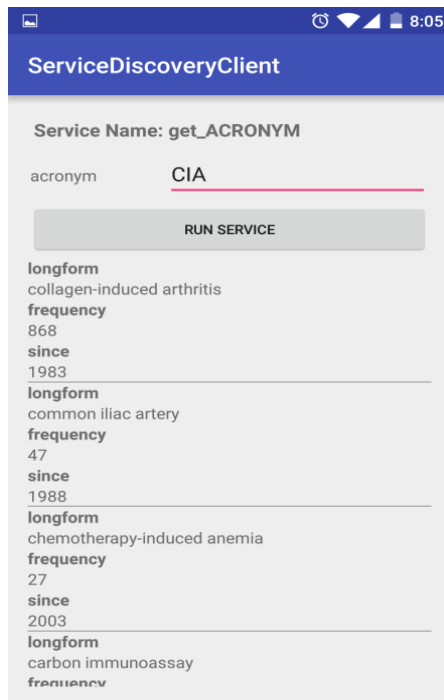 8:05
ServiceDiscoveryClient
Service Name: get_ACRONYM
acronym CIA
RUN SERVICE
longform
collagen-induced arthritis
frequency
868
since
1983
longform
common iliac artery
frequency
47
since
1988
longform
chemotherapy-induced anemia
frequency
27
since
2003
longform
carbon immunoassay
frequency